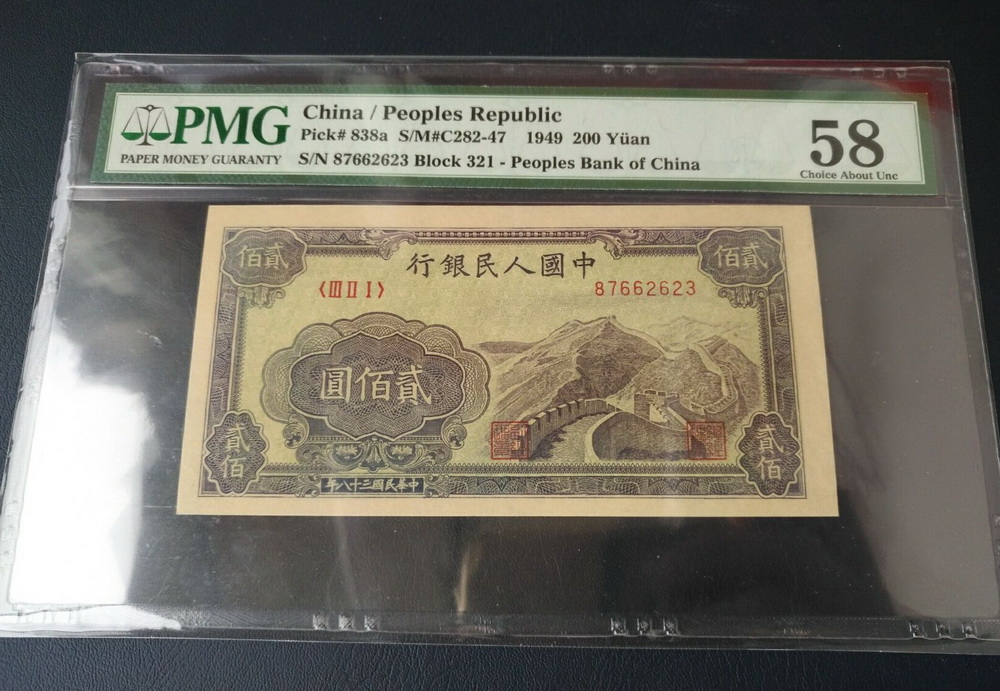 PMG
PAPER MONEY GUARANTY
China / Peoples Republic
Pick# 838a S/M#C282-47 1949 200 Yüan
S/N 87662623 Block 321 - Peoples Bank of China
58
Choice About Unc
佰貳
行銀民人國中
佰貳
〈III II I〉
87662623
圓佰貳
貳佰
貳佰
年八十三國民華中